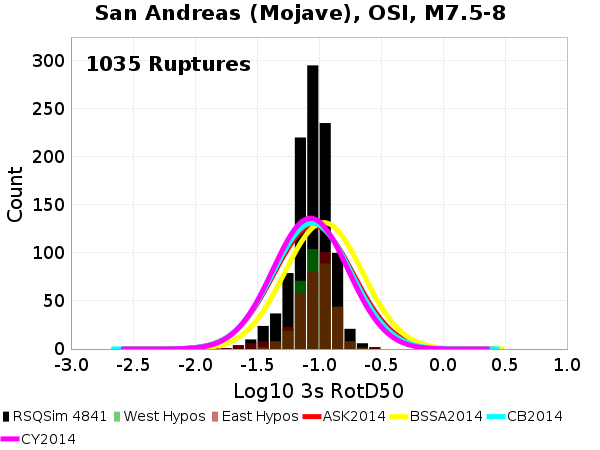 San Andreas (Mojave), OSI, M7.5-8
1035 Ruptures
300
250
200
150
100
50
0
Count
-3.0 -2.5 -2.0 -1.5 -1.0 -0.5 0.0 0.5 1.0
Log10 3s RotD50
RSQSim 4841 West Hypos East Hypos ASK2014 BSSA2014 CB2014
CY2014